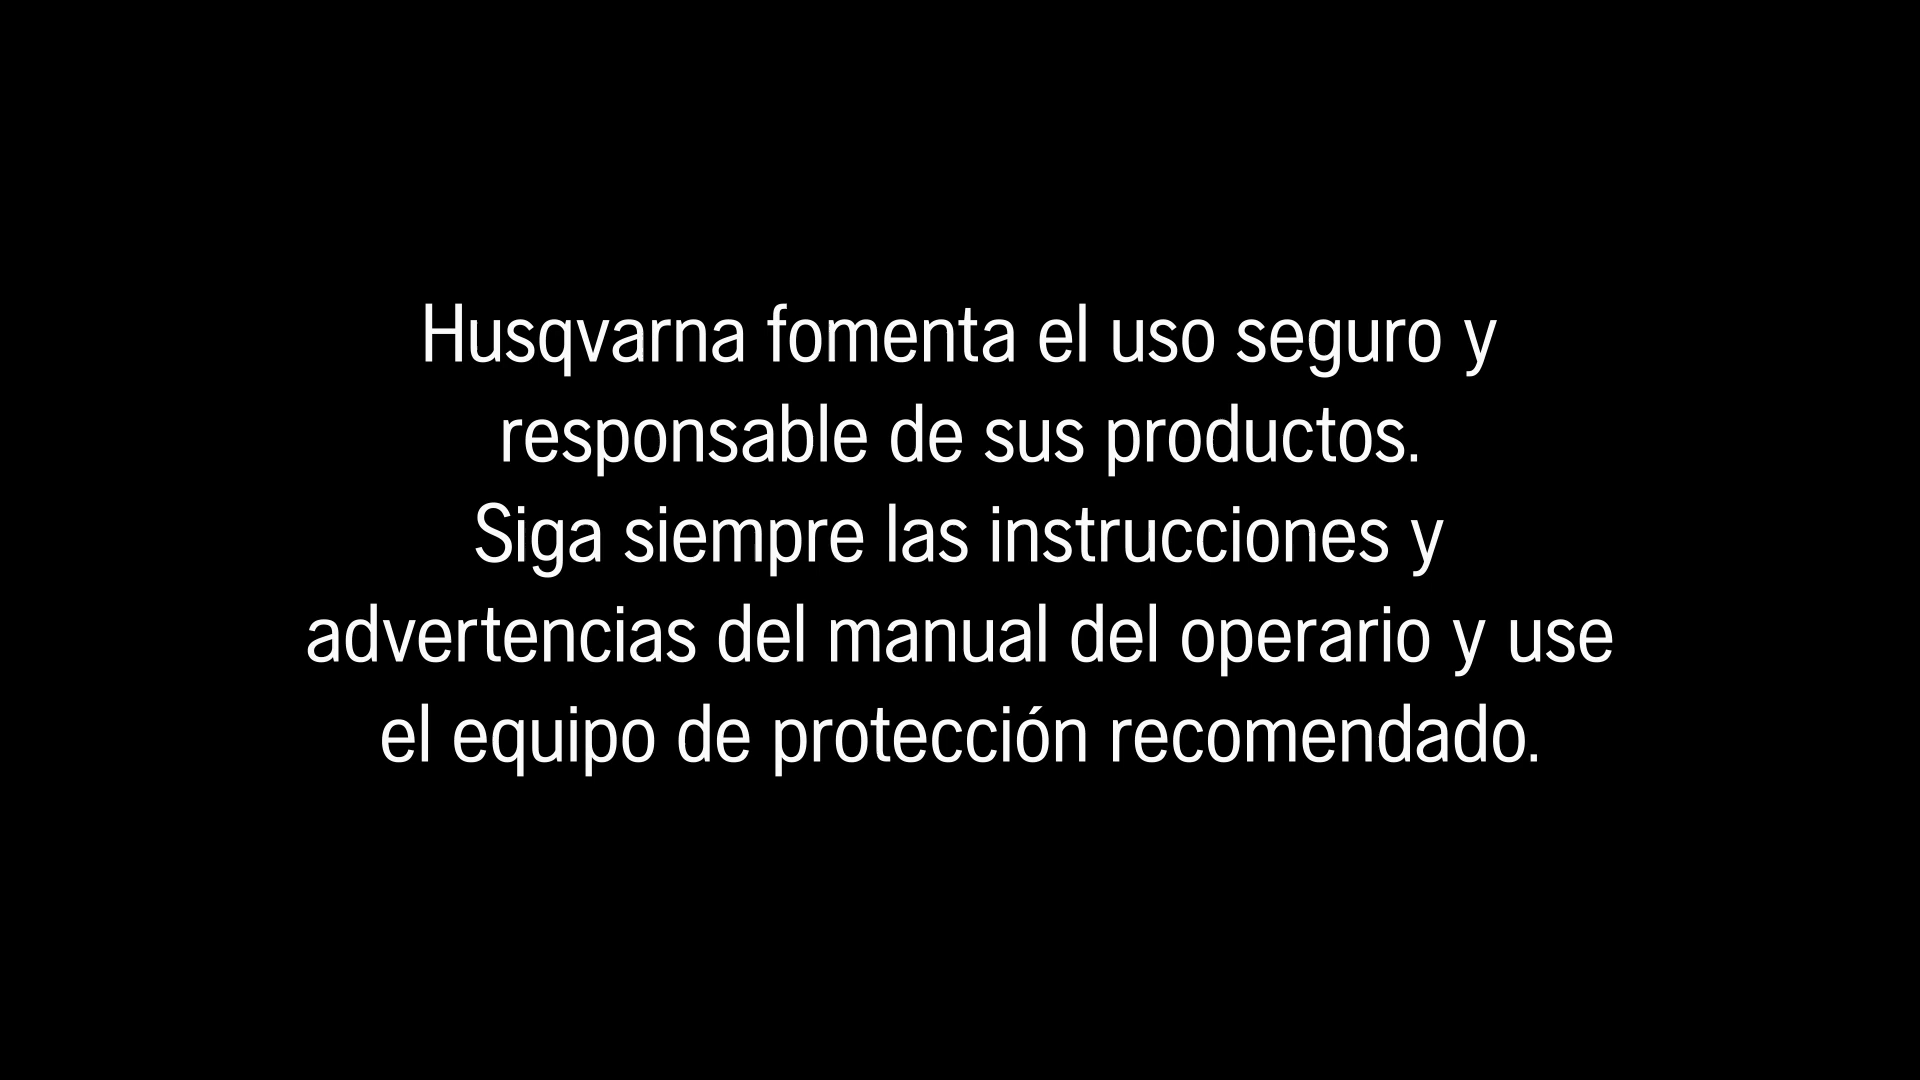 Husqvarna fomenta el uso seguro y
responsable de sus productos.
Siga siempre las instrucciones y
advertencias del manual del operario y use
el equipo de protección recomendado.